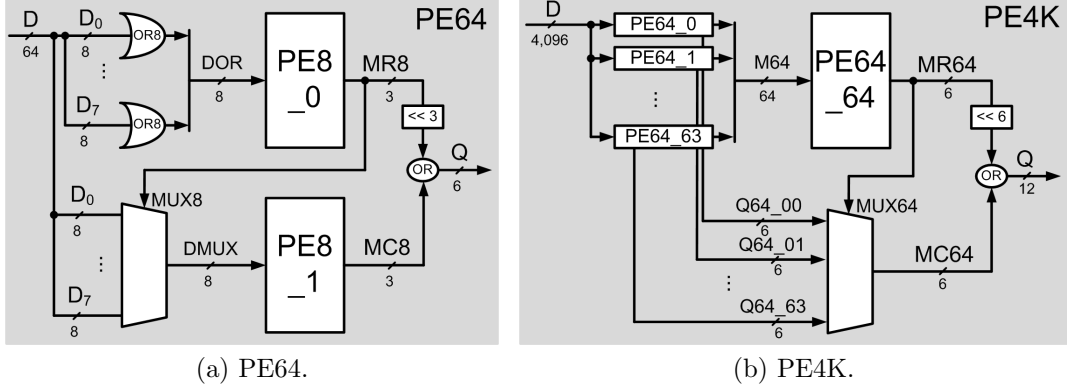 D
64
D0
8
OR8
⋮
D7
8
OR8
DOR
8
PE8
_0
MR8
3
<< 3
OR
Q
6
PE64
D0
8
⋮
D7
8
MUX8
DMUX
8
PE8
_1
MC8
3
(a) PE64.
D
4,096
PE64_0
PE64_1
⋮
PE64_63
M64
64
PE64
_64
MR64
6
<< 6
OR
Q
12
PE4K
Q64_00
6
Q64_01
6
⋮
Q64_63
6
MUX64
MC64
6
(b) PE4K.